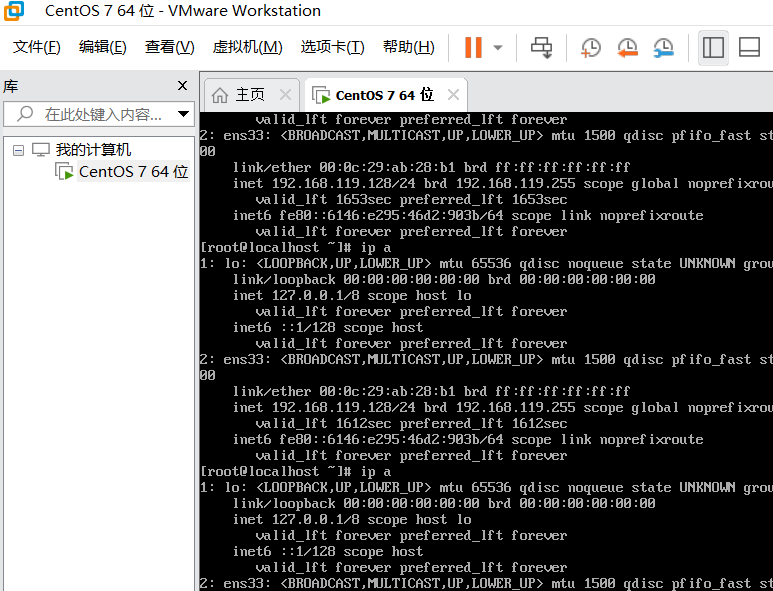 CentOS 7 64 位 - VMware Workstation
文件(F) 编辑(E) 查看(V) 虚拟机(M) 选项卡(T) 帮助(H)
库
主页 CentOS 7 64 位
在此处键入内容...
我的计算机
CentOS 7 64 位
valid_lft forever preferred_lft forever
2: ens33: <BROADCAST,MULTICAST,UP,LOWER_UP> mtu 1500 qdisc pfifo_fast st
00
link/ether 00:0c:29:ab:28:b1 brd ff:ff:ff:ff:ff:ff
inet 192.168.119.128/24 brd 192.168.119.255 scope global noprefixrou
valid_lft 1653sec preferred_lft 1653sec
inet6 fe80::6146:e295:46d2:903b/64 scope link noprefixroute
valid_lft forever preferred_lft forever
[root@localhost ~]# ip a
1: lo: <LOOPBACK,UP,LOWER_UP> mtu 65536 qdisc noqueue state UNKNOWN grou
link/loopback 00:00:00:00:00:00 brd 00:00:00:00:00:00
inet 127.0.0.1/8 scope host lo
valid_lft forever preferred_lft forever
inet6 ::1/128 scope host
valid_lft forever preferred_lft forever
2: ens33: <BROADCAST,MULTICAST,UP,LOWER_UP> mtu 1500 qdisc pfifo_fast st
00
link/ether 00:0c:29:ab:28:b1 brd ff:ff:ff:ff:ff:ff
inet 192.168.119.128/24 brd 192.168.119.255 scope global noprefixrou
valid_lft 1612sec preferred_lft 1612sec
inet6 fe80::6146:e295:46d2:903b/64 scope link noprefixroute
valid_lft forever preferred_lft forever
[root@localhost ~]# ip a
1: lo: <LOOPBACK,UP,LOWER_UP> mtu 65536 qdisc noqueue state UNKNOWN grou
link/loopback 00:00:00:00:00:00 brd 00:00:00:00:00:00
inet 127.0.0.1/8 scope host lo
valid_lft forever preferred_lft forever
inet6 ::1/128 scope host
valid_lft forever preferred_lft forever
2: ens33: <BROADCAST,MULTICAST,UP,LOWER_UP> mtu 1500 qdisc pfifo_fast st